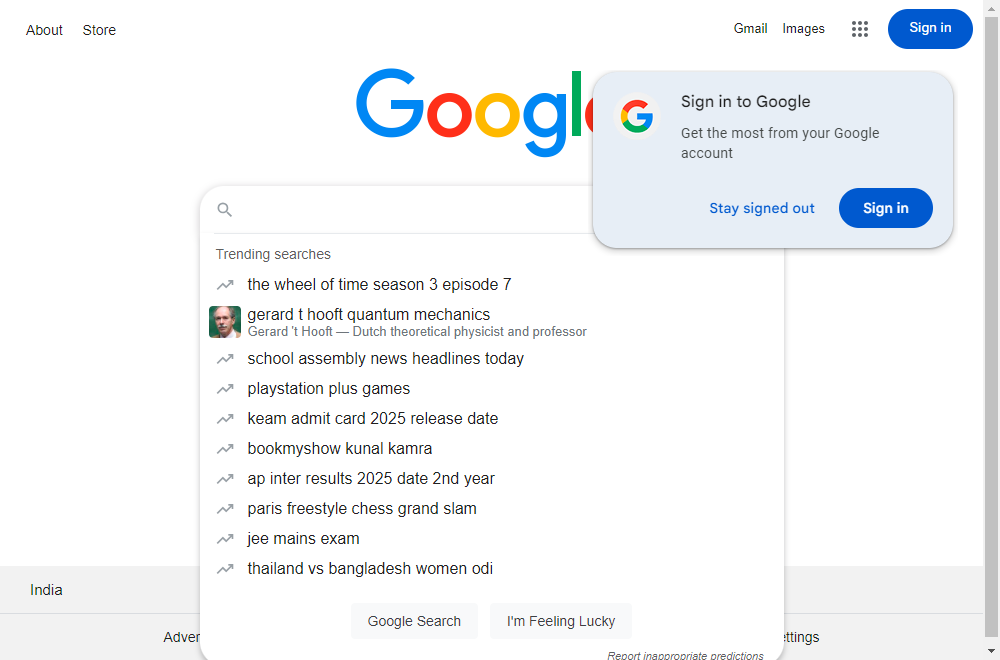 About Store Gmail Images Sign in
Google
Sign in to Google
Get the most from your Google
account
Stay signed out Sign in
Trending searches
the wheel of time season 3 episode 7
gerard t hooft quantum mechanics
Gerard 't Hooft — Dutch theoretical physicist and professor
school assembly news headlines today
playstation plus games
keam admit card 2025 release date
bookmyshow kunal kamra
ap inter results 2025 date 2nd year
paris freestyle chess grand slam
jee mains exam
thailand vs bangladesh women odi
India
Google Search I'm Feeling Lucky
Adver ettings
Report inappropriate predictions